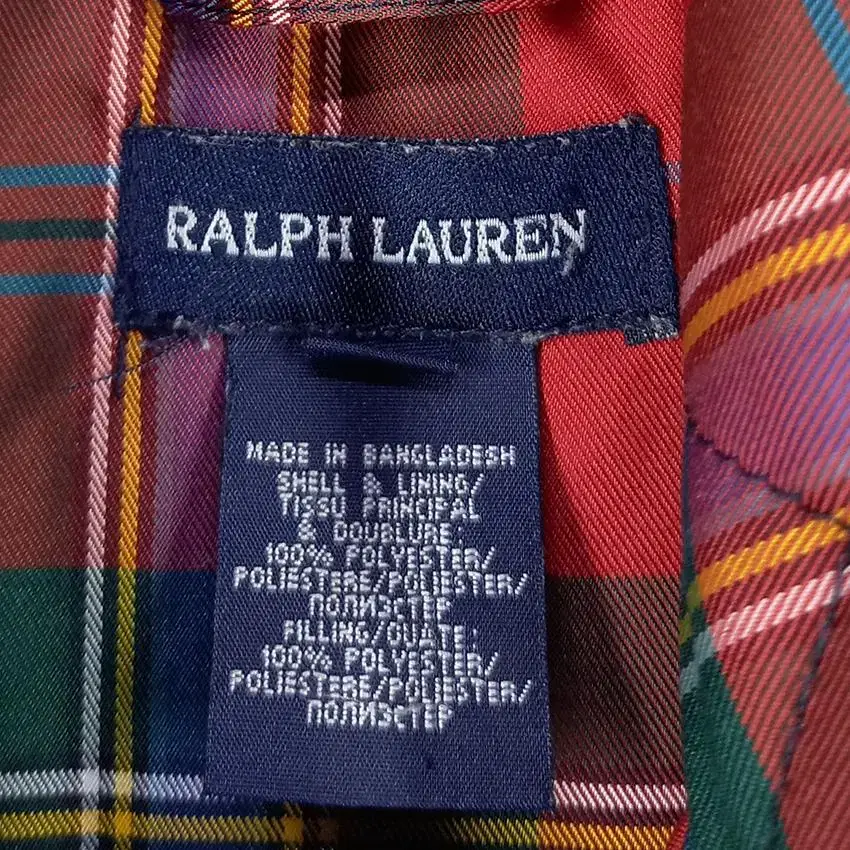 RALPH LAUREN
MADE IN BANGLADESH
SHELL & LINING/
TISSU PRINCIPAL
& DOUBLURE:
100% POLYESTER/
POLIESTERE/POLIESTER/
ПОЛИЭСТЕР
FILLING/OUATE:
100% POLYESTER/
POLIESTERE/POLIESTER/
ПОЛИЭСТЕР